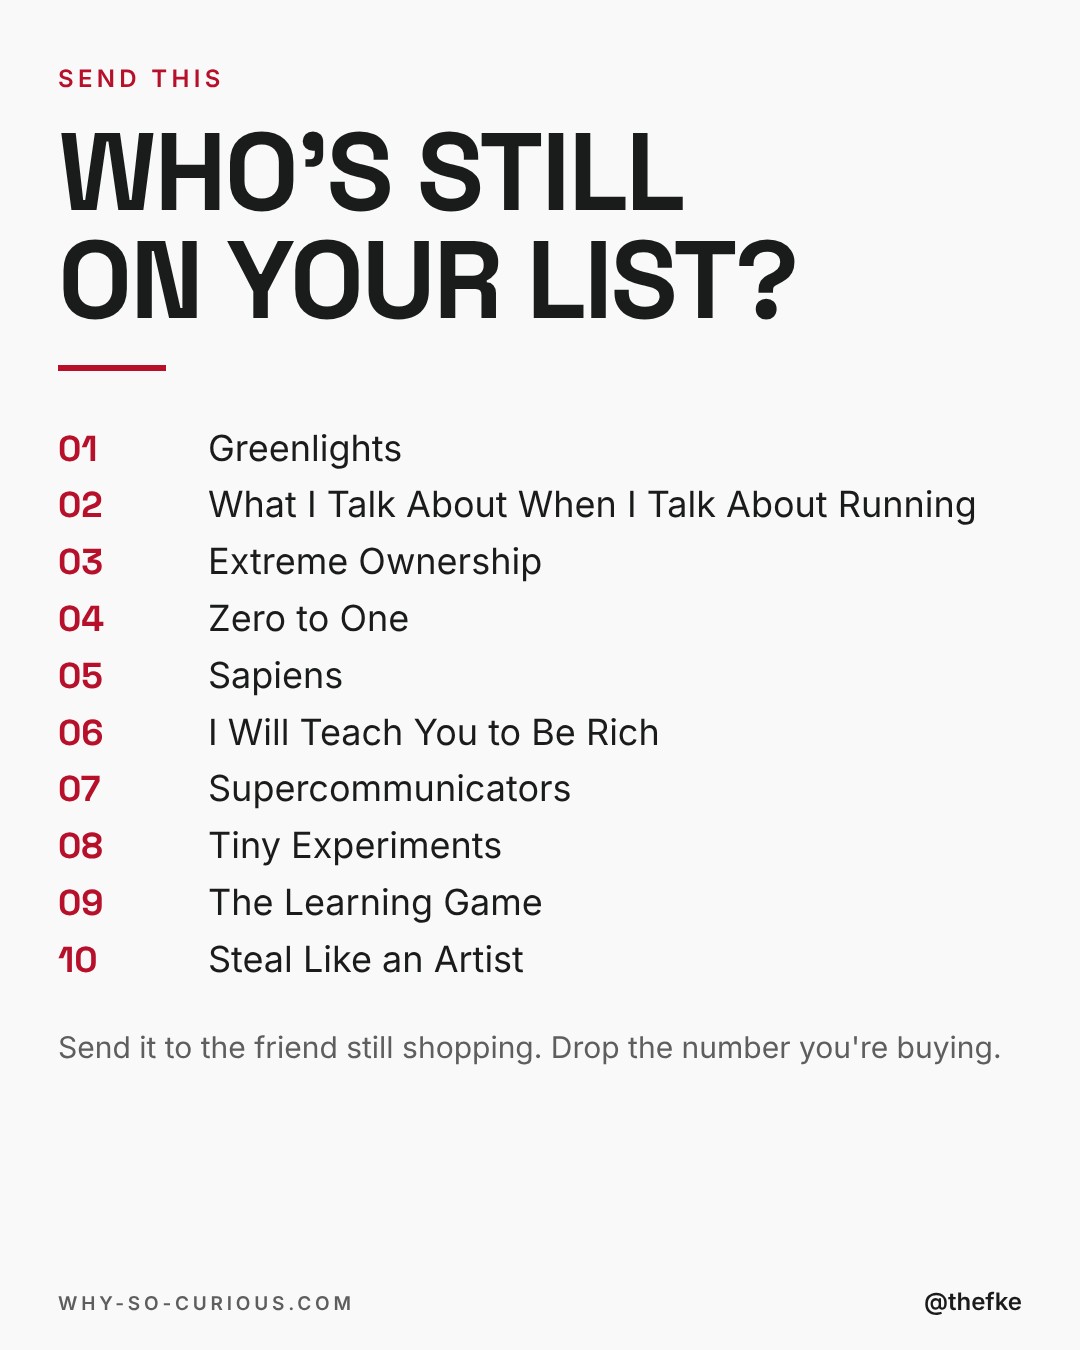 SEND THIS
WHO’S STILL
ON YOUR LIST?
01 Greenlights
02 What I Talk About When I Talk About Running
03 Extreme Ownership
04 Zero to One
05 Sapiens
06 I Will Teach You to Be Rich
07 Supercommunicators
08 Tiny Experiments
09 The Learning Game
10 Steal Like an Artist
Send it to the friend still shopping. Drop the number you're buying.
WHY-SO-CURIOUS.COM
@thefke